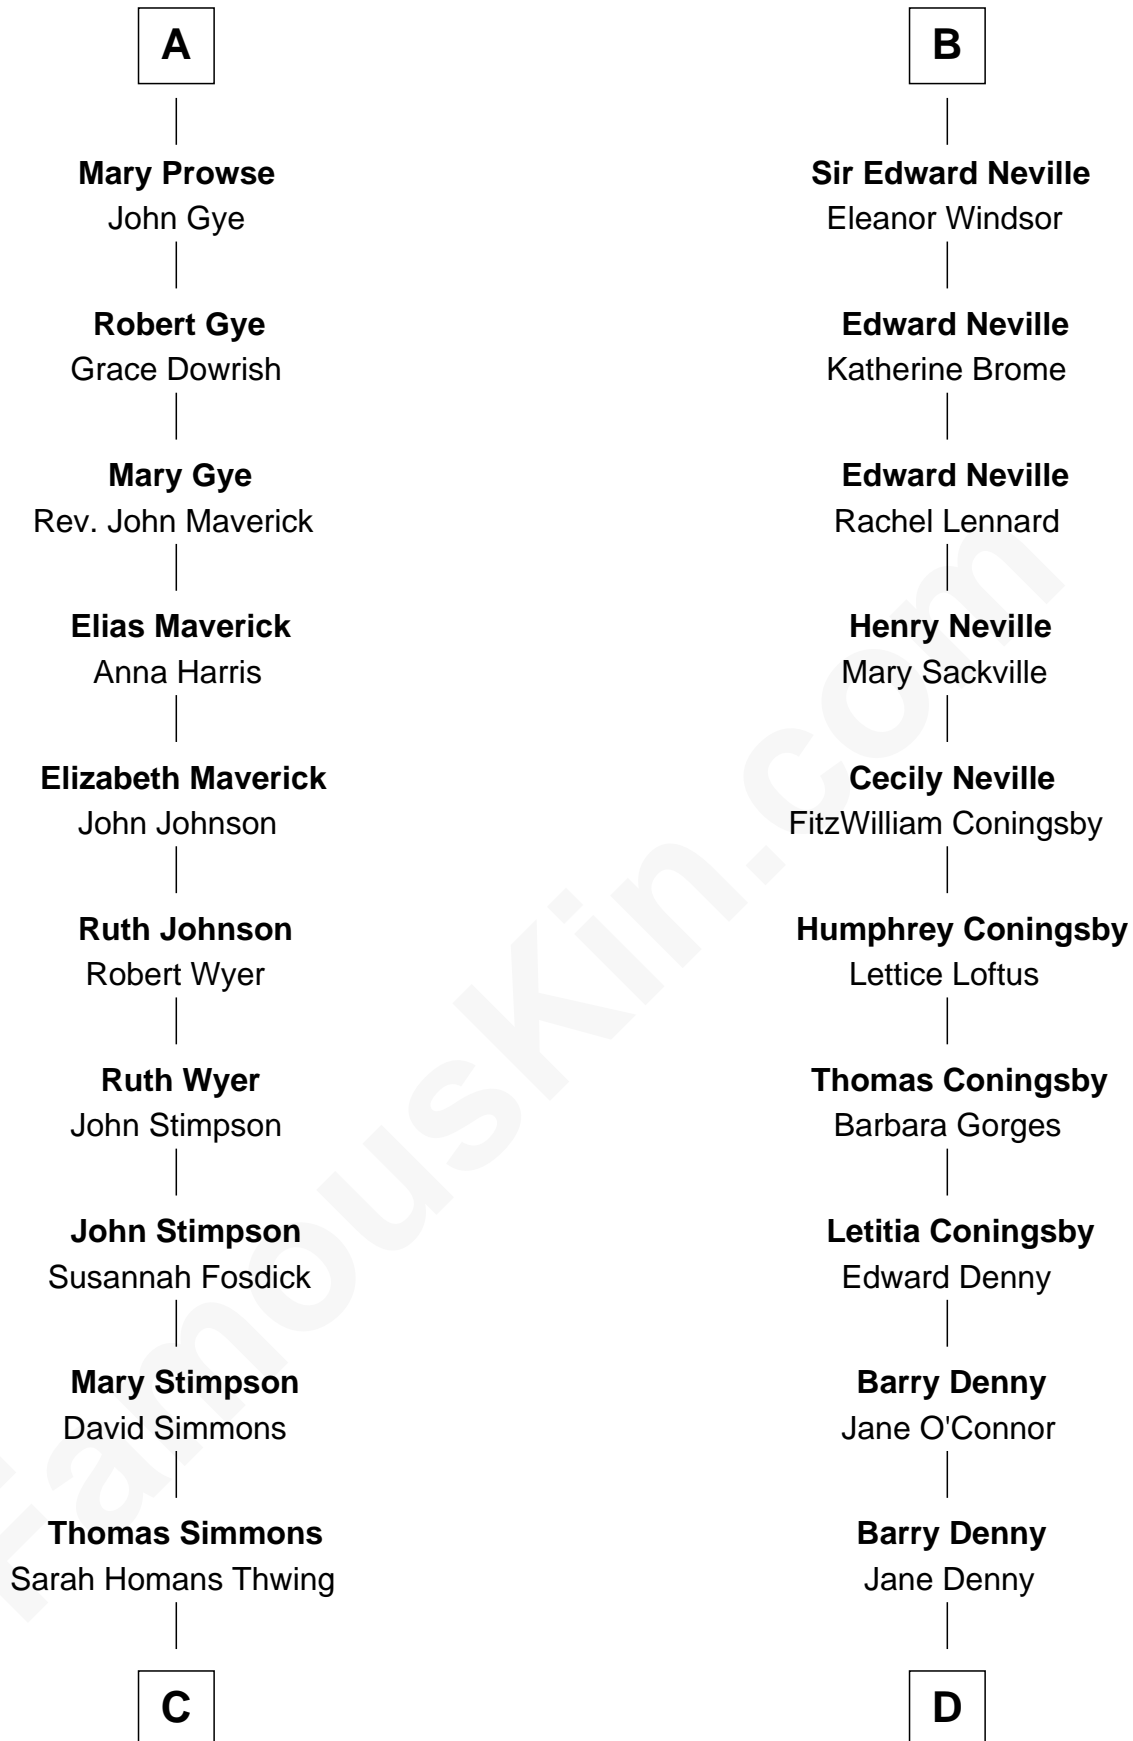 A
Mary Prowse
John Gye
Robert Gye
Grace Dowrish
Mary Gye
Rev. John Maverick
Elias Maverick
Anna Harris
Elizabeth Maverick
John Johnson
Ruth Johnson
Robert Wyer
Ruth Wyer
John Stimpson
John Stimpson
Susannah Fosdick
Mary Stimpson
David Simmons
Thomas Simmons
Sarah Homans Thwing
C
B
Sir Edward Neville
Eleanor Windsor
Edward Neville
Katherine Brome
Edward Neville
Rachel Lennard
Henry Neville
Mary Sackville
Cecily Neville
FitzWilliam Coningsby
Humphrey Coningsby
Lettice Loftus
Thomas Coningsby
Barbara Gorges
Letitia Coningsby
Edward Denny
Barry Denny
Jane O'Connor
Barry Denny
Jane Denny
D
FamousKin.com